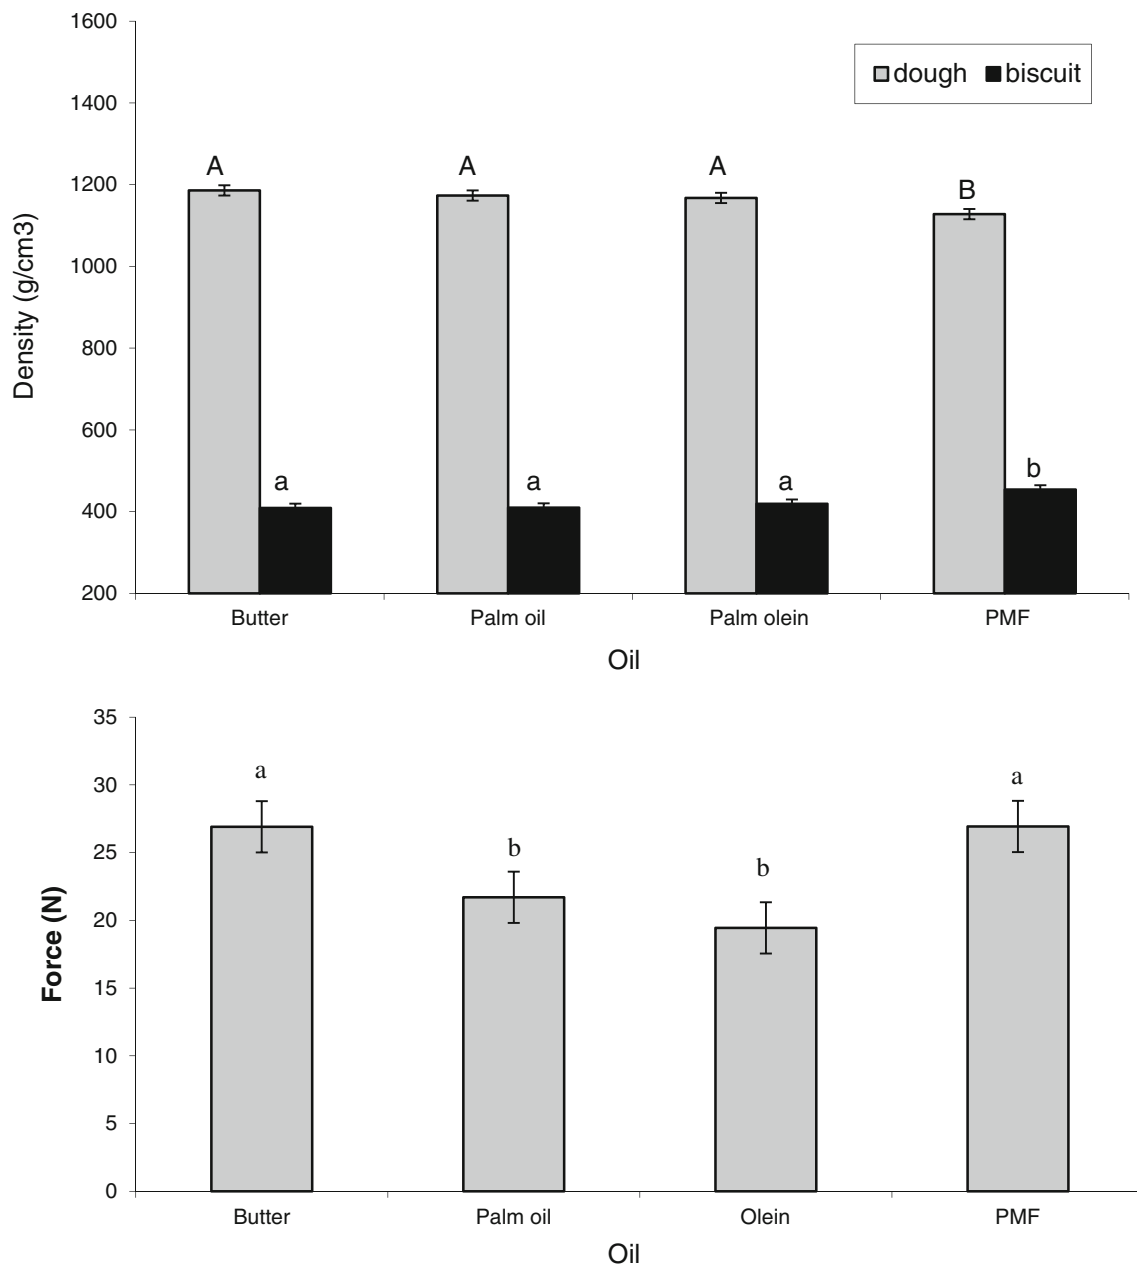 1600
1400
1200
1000
800
600
400
200
Density (g/cm3)
dough biscuit
A A A B
a a a b
Butter Palm oil Palm olein PMF
Oil
35
30
25
20
15
10
5
0
Force (N)
a b b a
Butter Palm oil Olein PMF
Oil